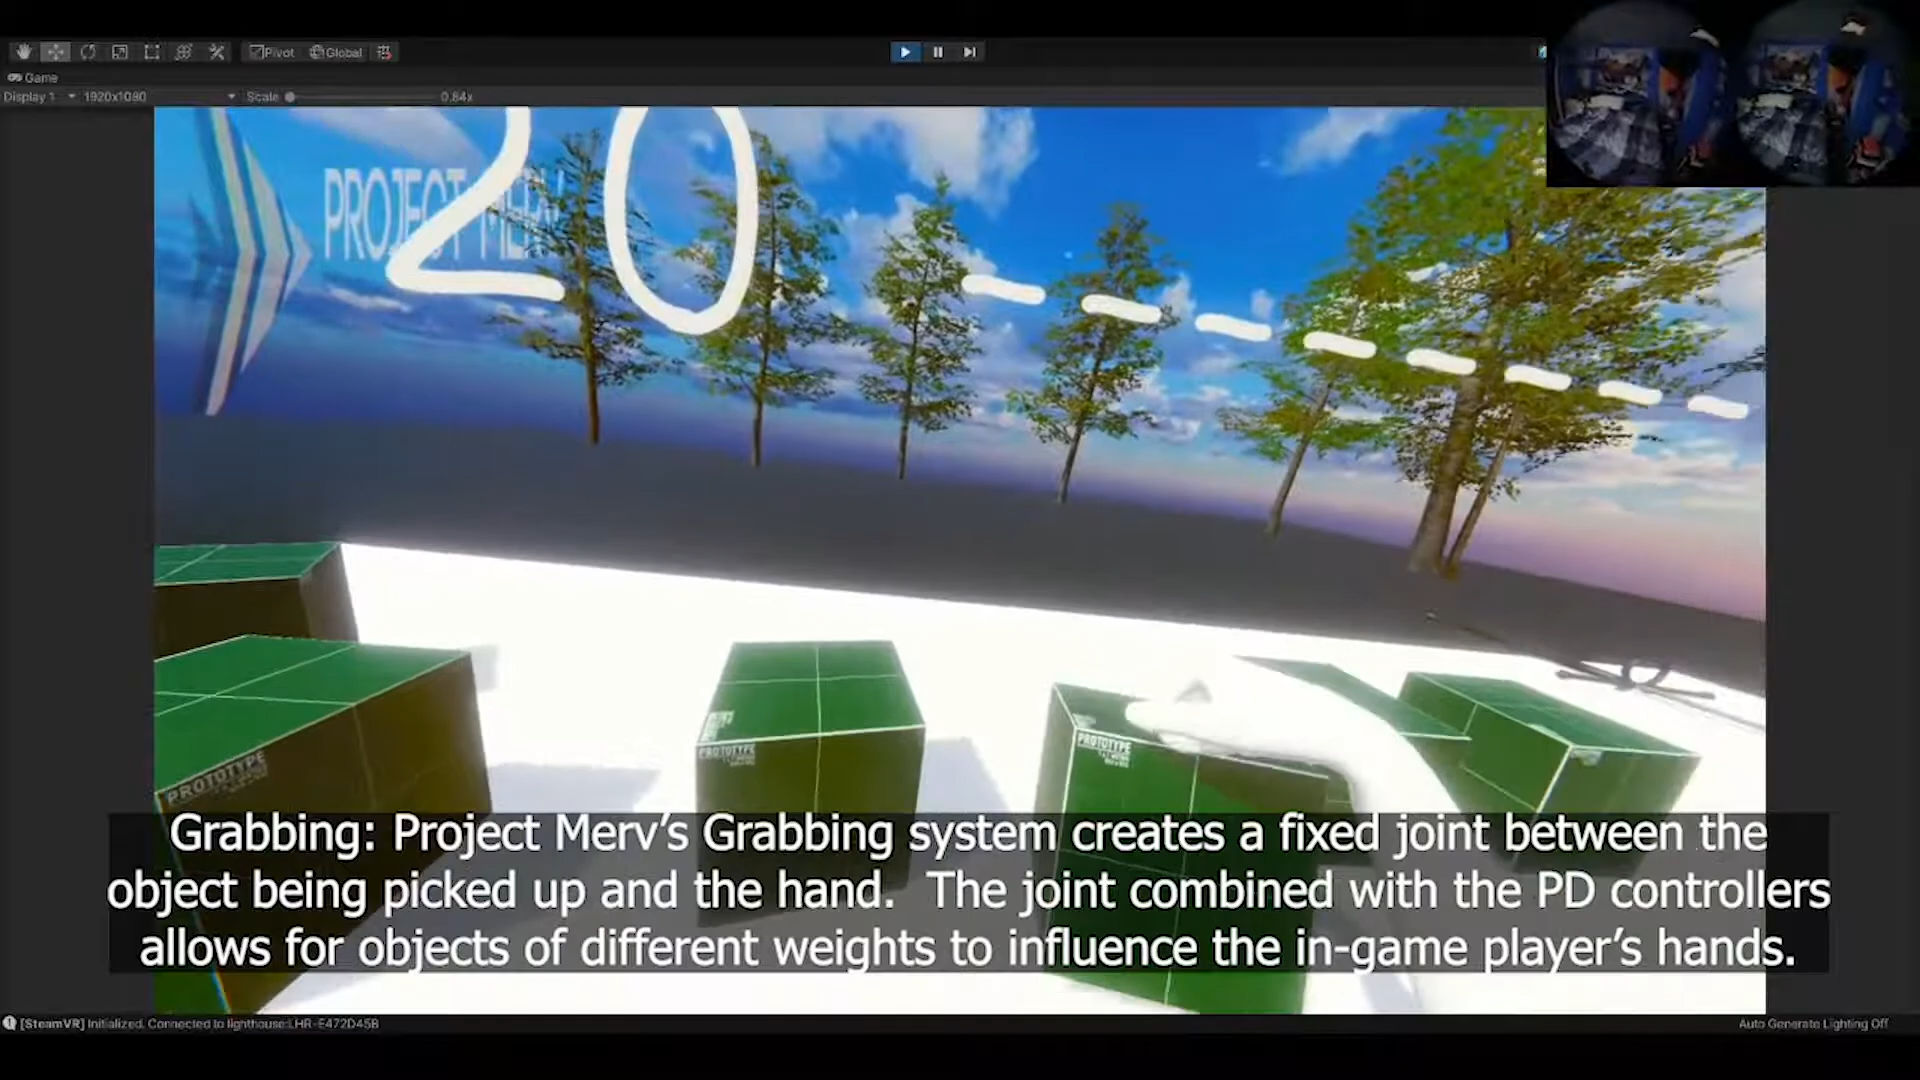 Pivot Global
Game
Display 1 1920x1080 Scale 0.84x
20
PROJECT MERV
PROTOTYPE
PROTOTYPE
PROTOTYPE
Grabbing: Project Merv's Grabbing system creates a fixed joint between the
object being picked up and the hand. The joint combined with the PD controllers
allows for objects of different weights to influence the in-game player's hands.
[SteamVR] Initialized. Connected to lighthouse:LHR-E472D45B
Auto Generate Lighting Off